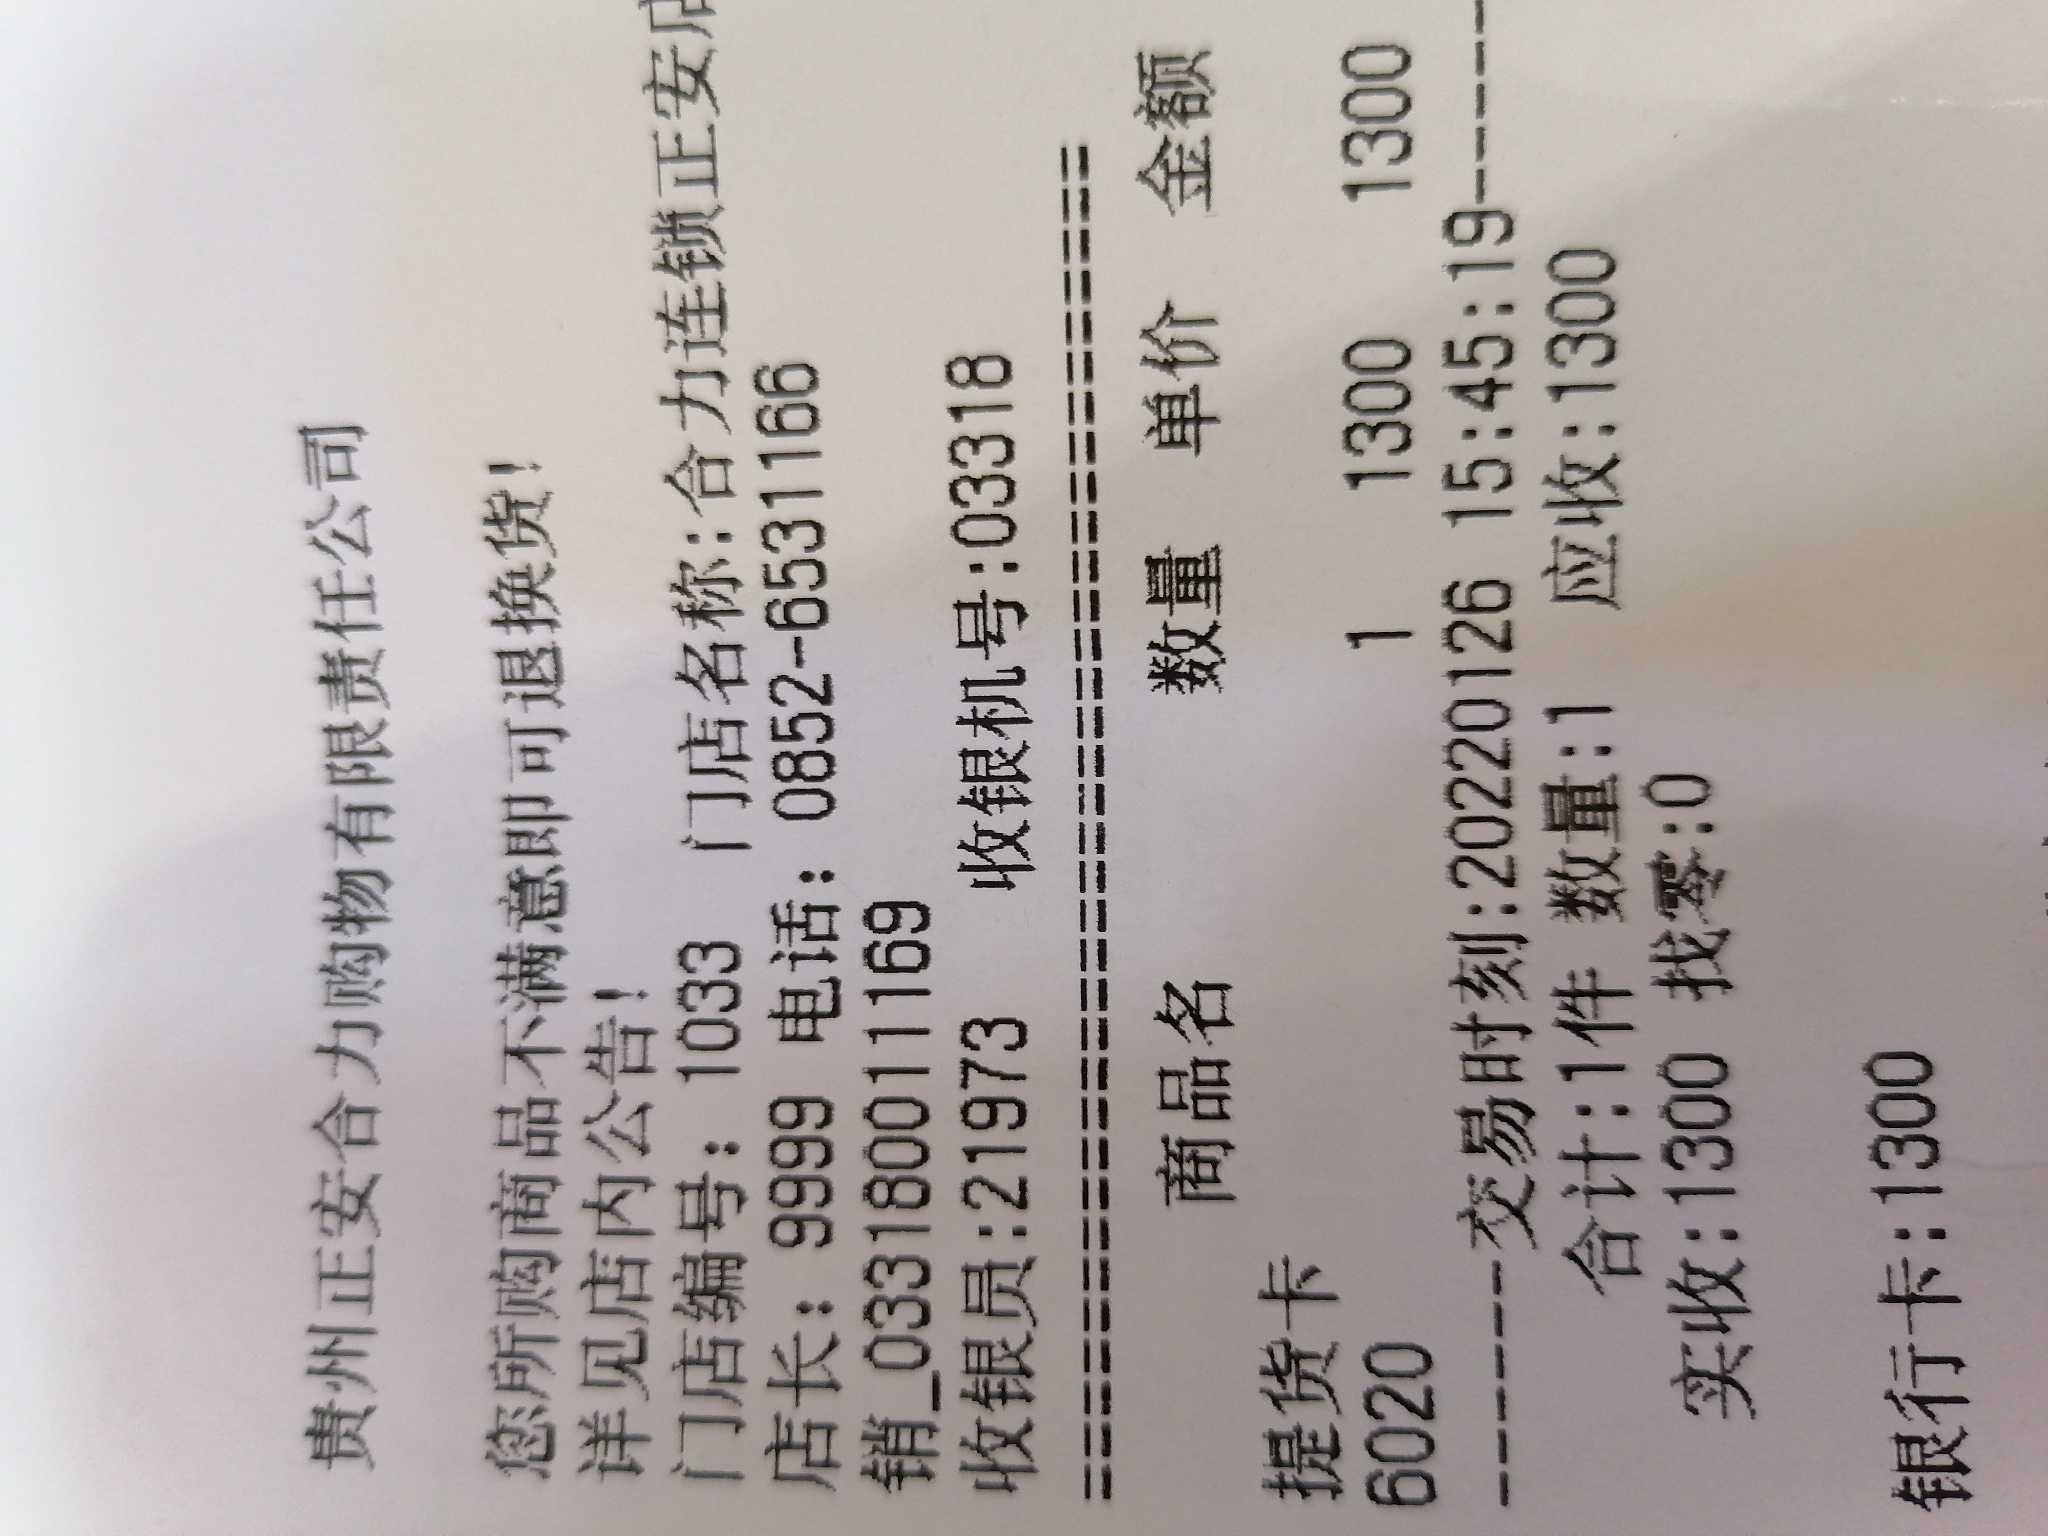 贵州正安合力购物有限责任公司
您所购商品不满意即可退换货!
详见店内公告!
门店编号: 1033 门店名称:合力连锁正安店
店长: 9999 电话: 0852-6531166
销_0331800111169
收银员:21973 收银机号:03318
==========================================
商品名 数量 单价 金额
提货卡
6020 1 1300 1300
-------交易时刻:20220126 15:45:19------
合计:1件 数量:1 应收:1300
实收:1300 找零:0
银行卡:1300